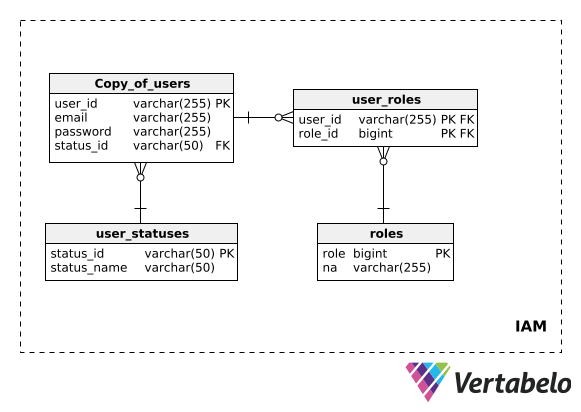 Copy_of_users
user_id varchar(255) PK
email varchar(255)
password varchar(255)
status_id varchar(50) FK
user_roles
user_id varchar(255) PK FK
role_id bigint PK FK
user_statuses
status_id varchar(50) PK
status_name varchar(50)
roles
role bigint PK
na varchar(255)
IAM
Vertabelo